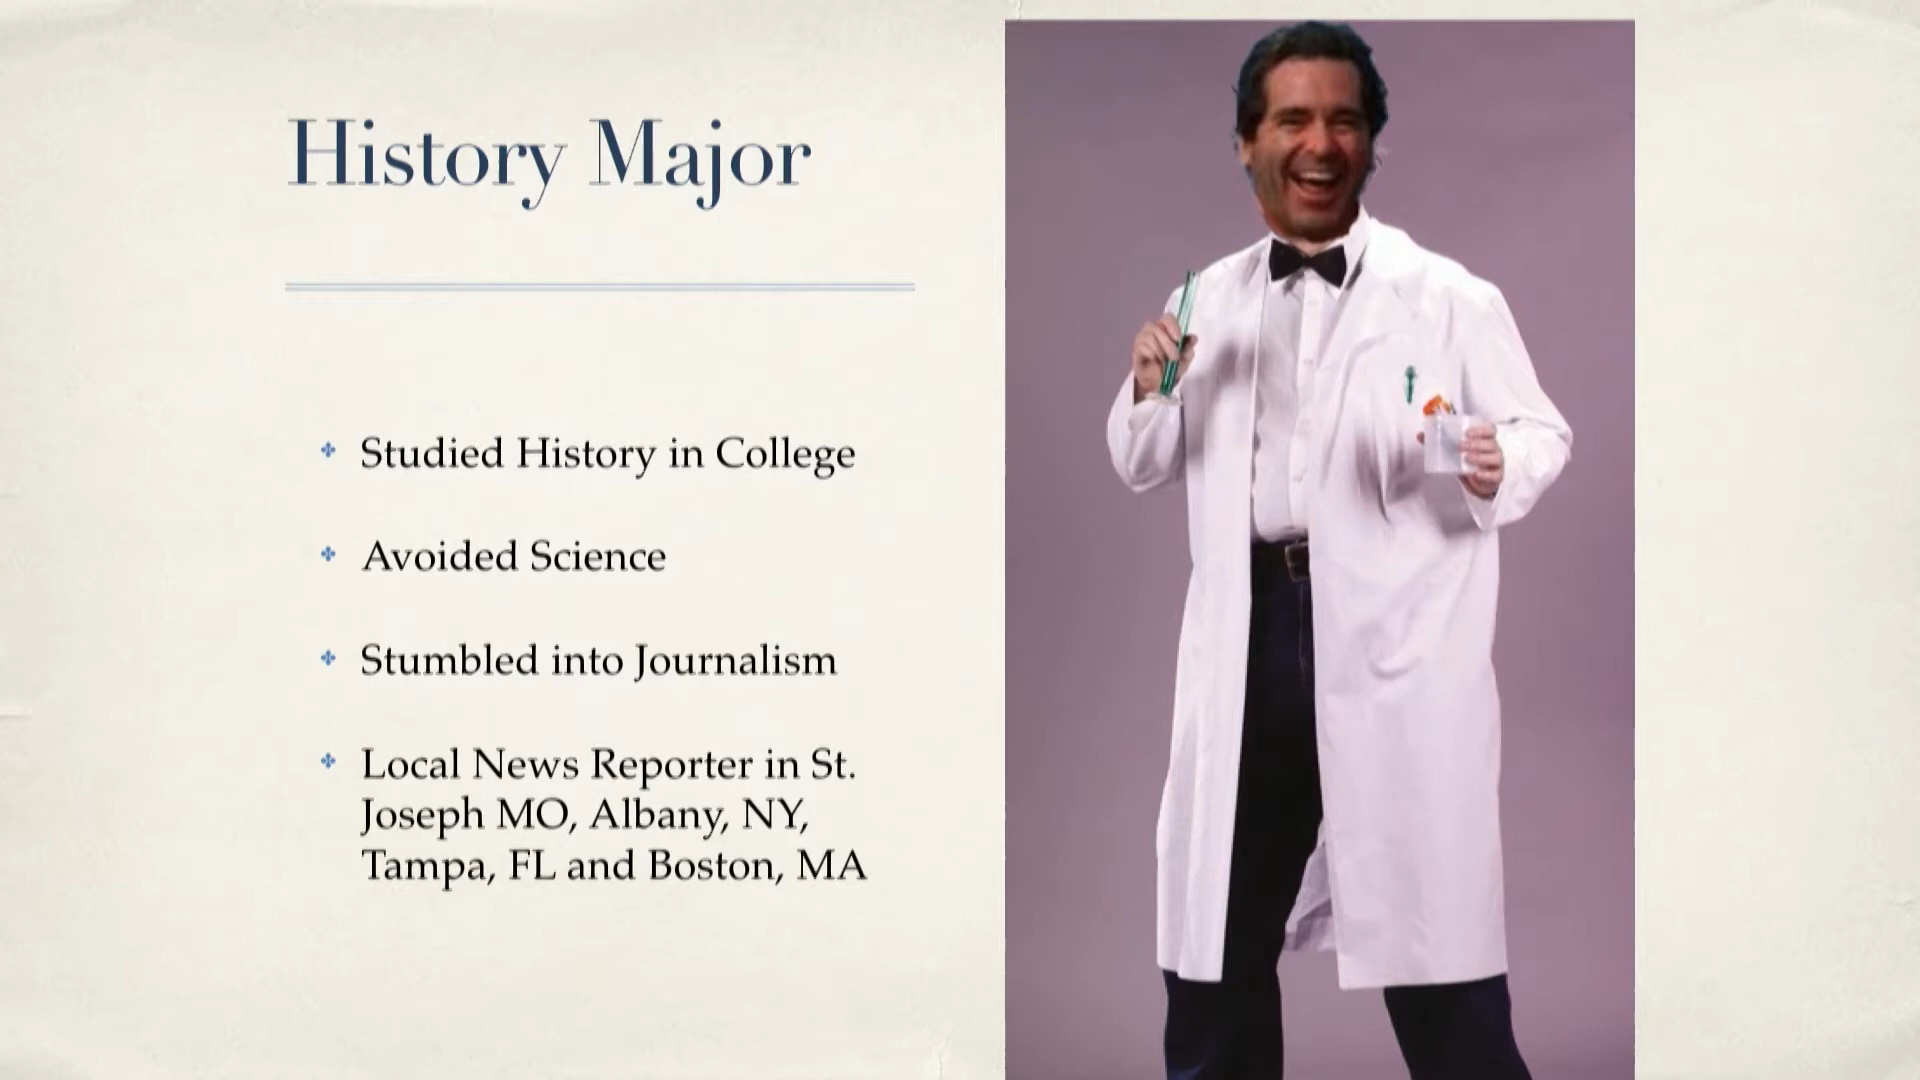 History Major
Studied History in College
Avoided Science
Stumbled into Journalism
Local News Reporter in St.
Joseph MO, Albany, NY,
Tampa, FL and Boston, MA